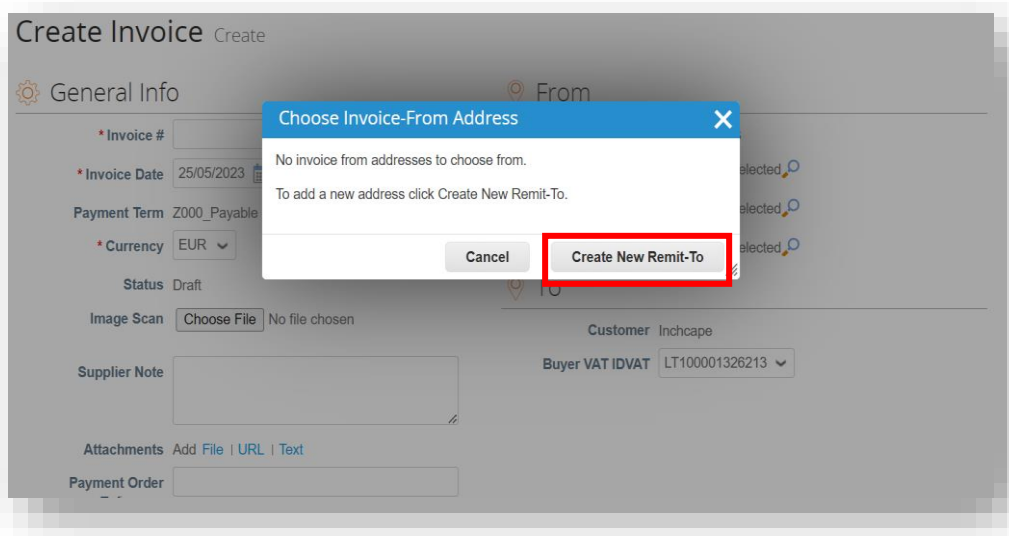 Create Invoice Create
General Info
* Invoice #
* Invoice Date 25/05/2023
Payment Term Z000_Payable
* Currency EUR
Status Draft
Image Scan Choose File No file chosen
Supplier Note
Attachments Add File | URL | Text
Payment Order
From
Choose Invoice-From Address
No invoice from addresses to choose from.
To add a new address click Create New Remit-To.
Cancel Create New Remit-To
elected
elected
elected
To
Customer Inchcape
Buyer VAT IDVAT LT100001326213